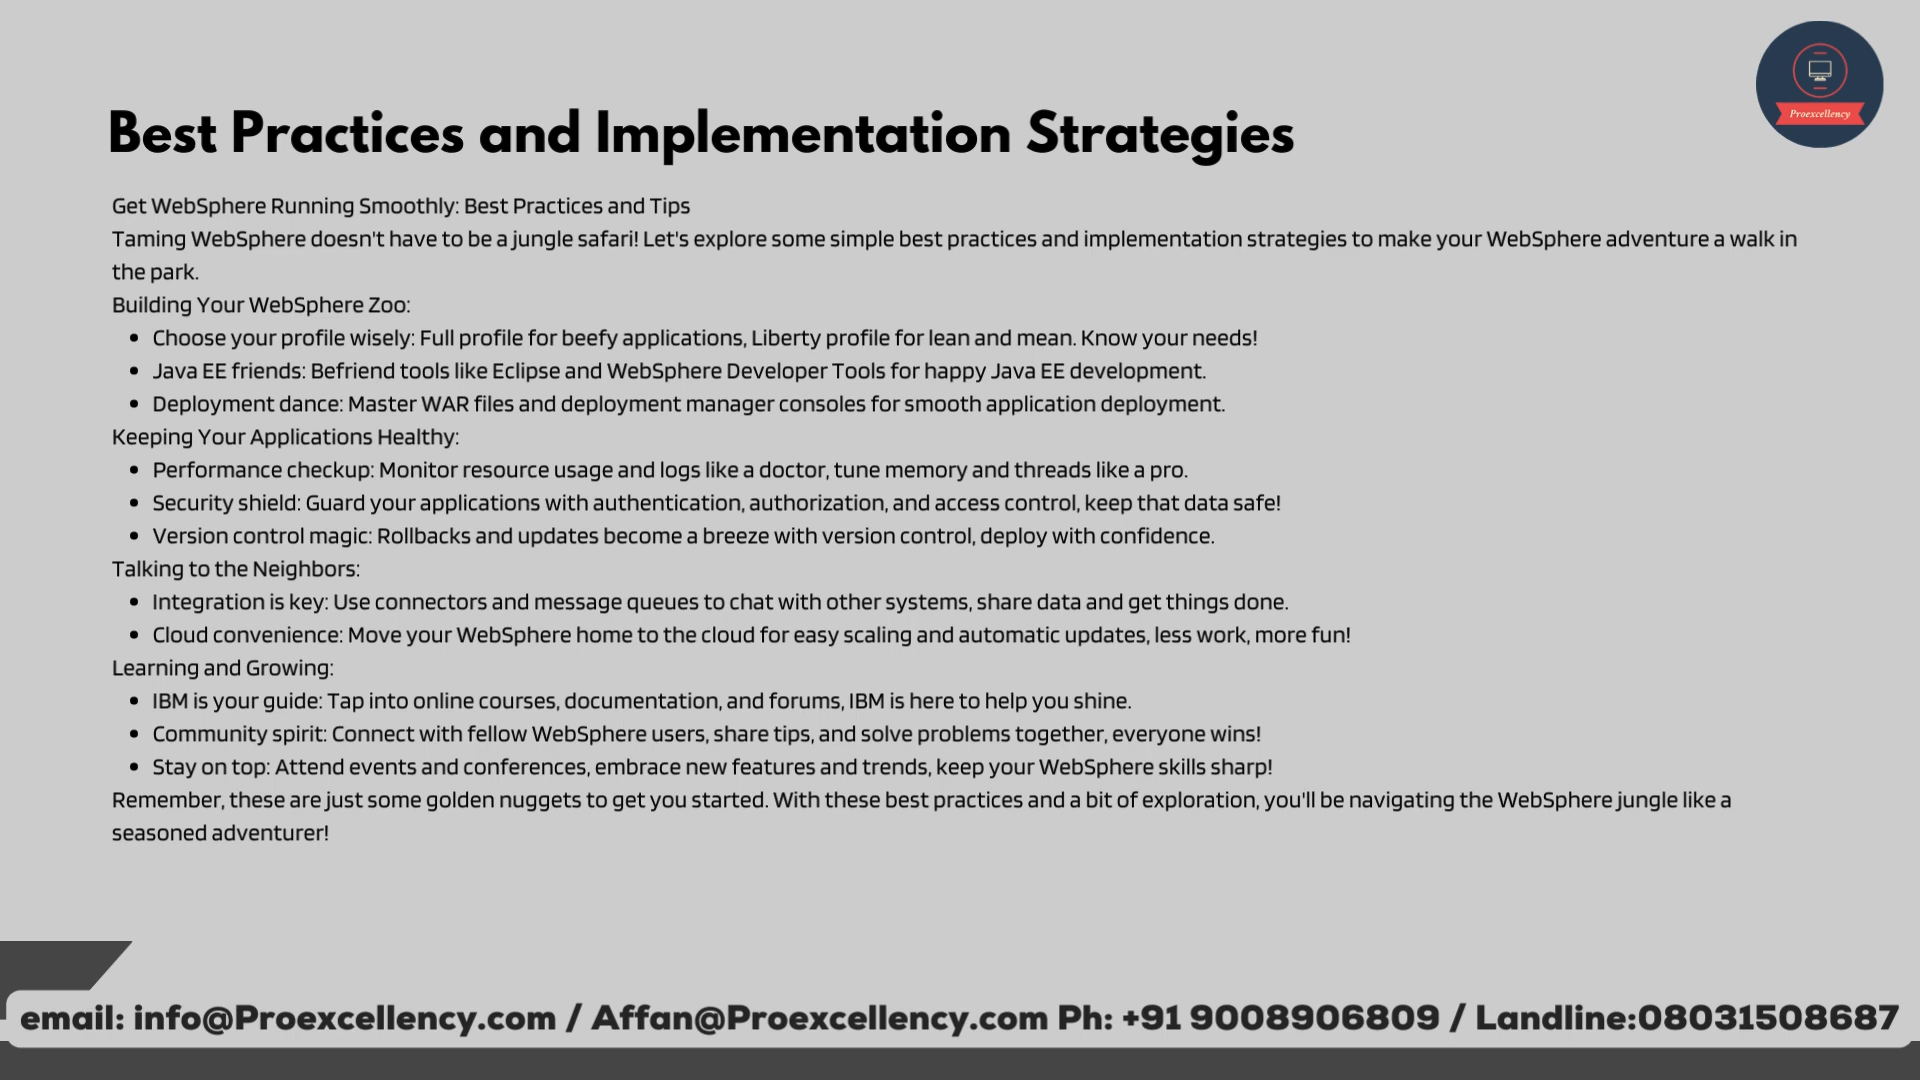 Proexcellency
Best Practices and Implementation Strategies
Get WebSphere Running Smoothly: Best Practices and Tips
Taming WebSphere doesn't have to be a jungle safari! Let's explore some simple best practices and implementation strategies to make your WebSphere adventure a walk in
the park.
Building Your WebSphere Zoo:
• Choose your profile wisely: Full profile for beefy applications, Liberty profile for lean and mean. Know your needs!
• Java EE friends: Befriend tools like Eclipse and WebSphere Developer Tools for happy Java EE development.
• Deployment dance: Master WAR files and deployment manager consoles for smooth application deployment.
Keeping Your Applications Healthy:
• Performance checkup: Monitor resource usage and logs like a doctor, tune memory and threads like a pro.
• Security shield: Guard your applications with authentication, authorization, and access control, keep that data safe!
• Version control magic: Rollbacks and updates become a breeze with version control, deploy with confidence.
Talking to the Neighbors:
• Integration is key: Use connectors and message queues to chat with other systems, share data and get things done.
• Cloud convenience: Move your WebSphere home to the cloud for easy scaling and automatic updates, less work, more fun!
Learning and Growing:
• IBM is your guide: Tap into online courses, documentation, and forums, IBM is here to help you shine.
• Community spirit: Connect with fellow WebSphere users, share tips, and solve problems together, everyone wins!
• Stay on top: Attend events and conferences, embrace new features and trends, keep your WebSphere skills sharp!
Remember, these are just some golden nuggets to get you started. With these best practices and a bit of exploration, you'll be navigating the WebSphere jungle like a
seasoned adventurer!
email: info@Proexcellency.com / Affan@Proexcellency.com Ph: +91 9008906809 / Landline:08031508687